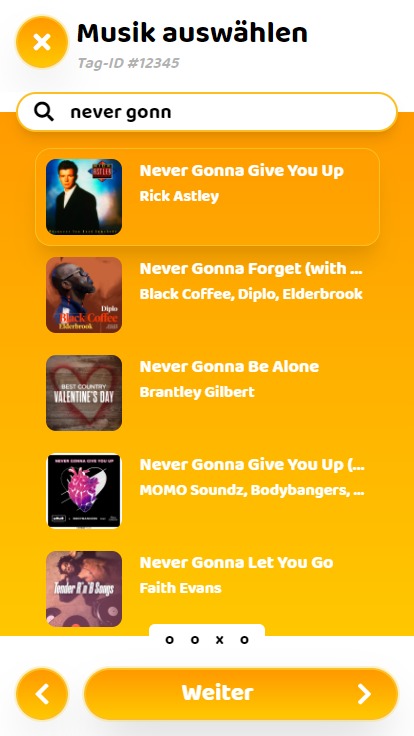 Musik auswählen
Tag-ID #12345
never gonn
Never Gonna Give You Up
Rick Astley
Never Gonna Forget (with ...
Black Coffee, Diplo, Elderbrook
Diplo
Black Coffee
Elderbrook
Never Gonna Be Alone
Brantley Gilbert
BEST COUNTRY
VALENTINE'S DAY
Never Gonna Give You Up (...
MOMO Soundz, Bodybangers, ...
NEVER GONNA GIVE YOU UP
Never Gonna Let You Go
Faith Evans
Tender R'n'B Songs
o o x o
Weiter